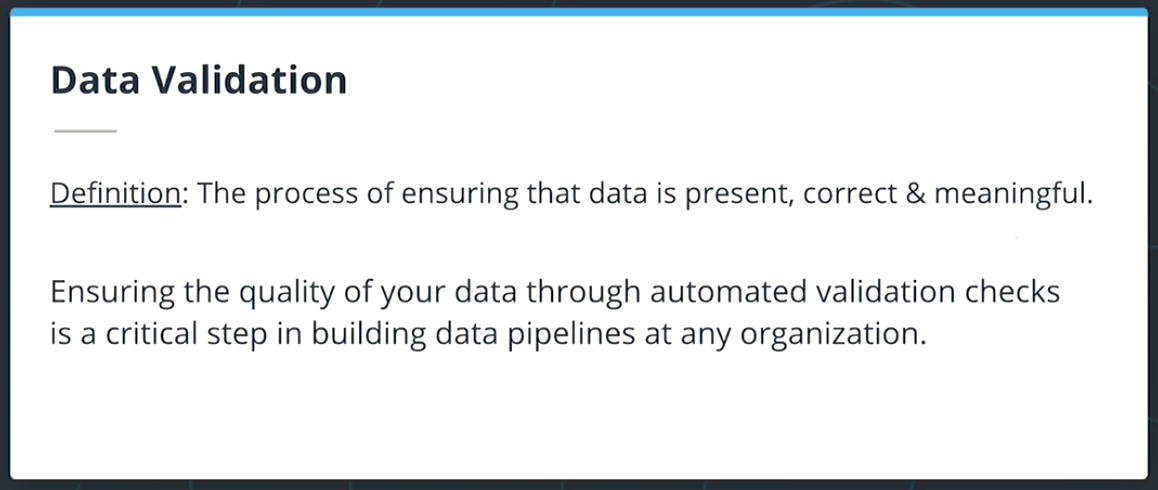 Data Validation
Definition: The process of ensuring that data is present, correct & meaningful.
Ensuring the quality of your data through automated validation checks
is a critical step in building data pipelines at any organization.